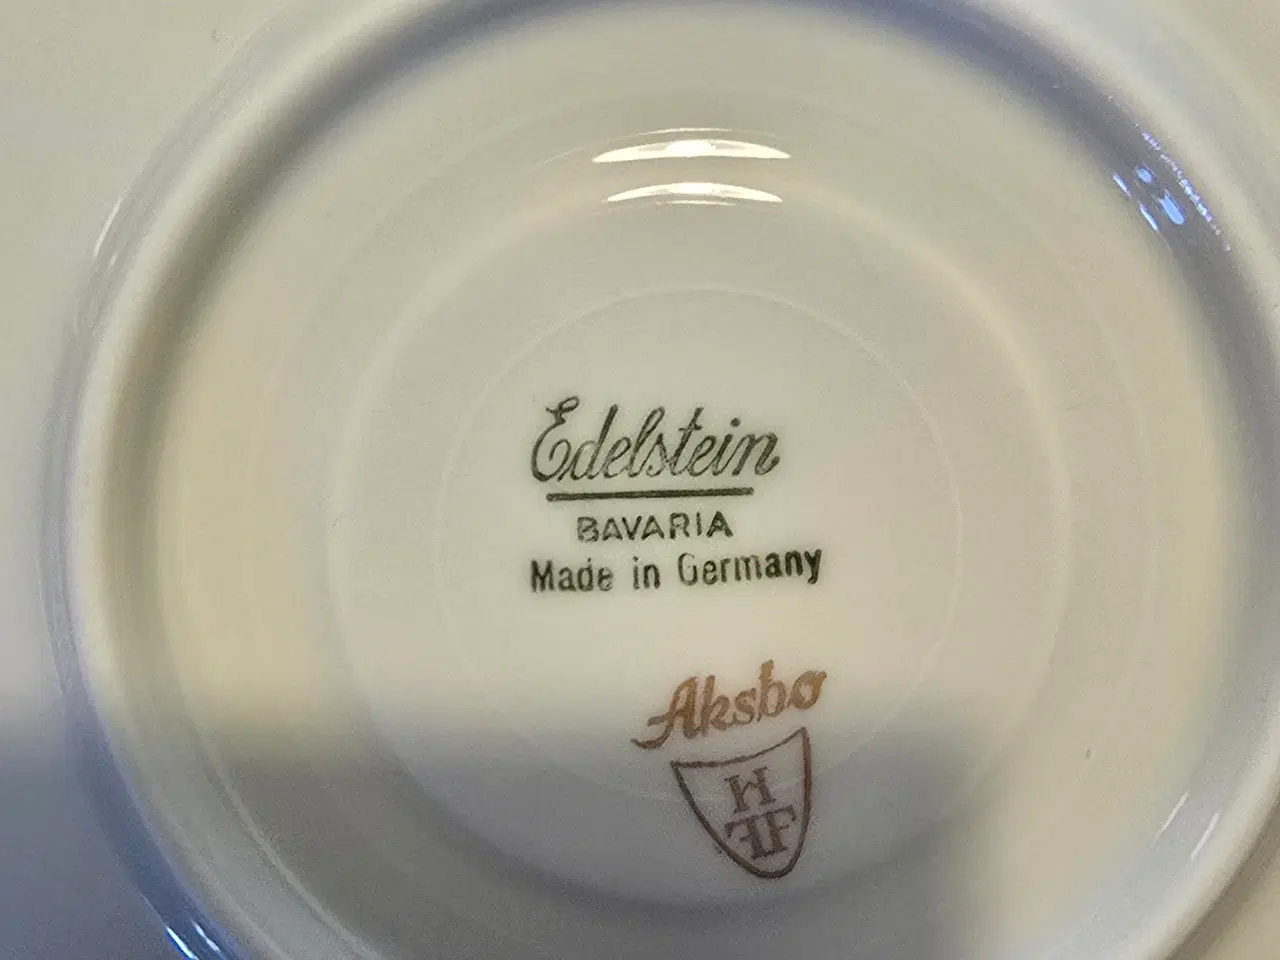 Edelstein
BAVARIA
Made in Germany
Aksbo